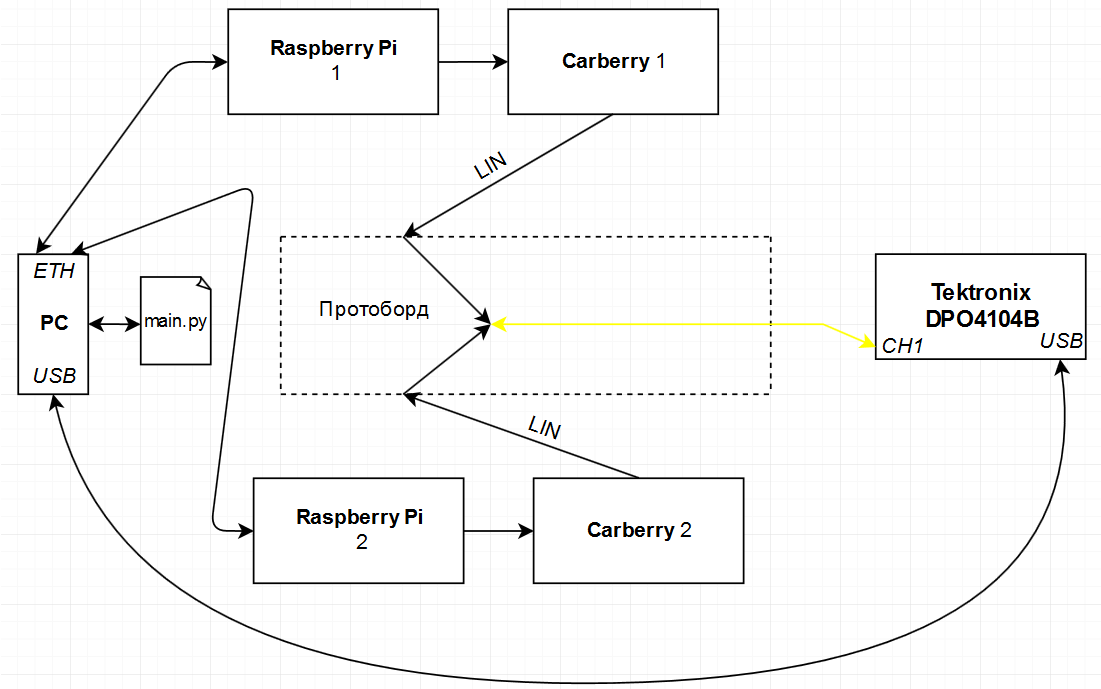 Raspberry Pi
1
Carberry 1
LIN
ETH
PC
USB
main.py
Протоборд
Tektronix
DPO4104B
CH1
USB
LIN
Raspberry Pi
2
Carberry 2